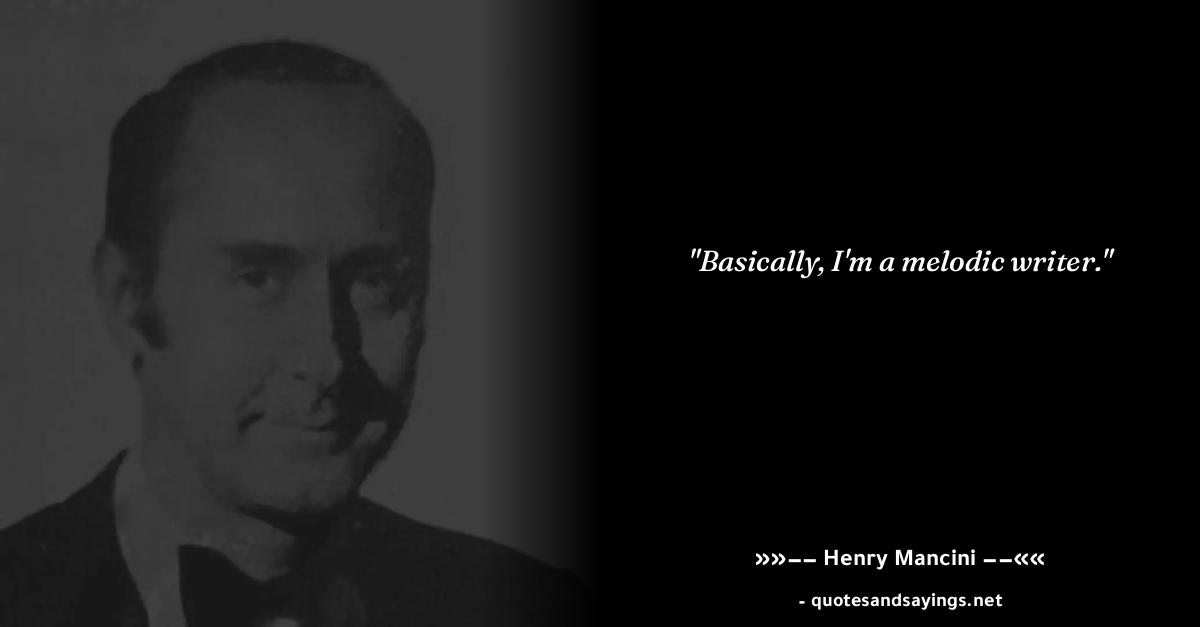 "Basically, I'm a melodic writer."
»»–– Henry Mancini ––««
- quotesandsayings.net